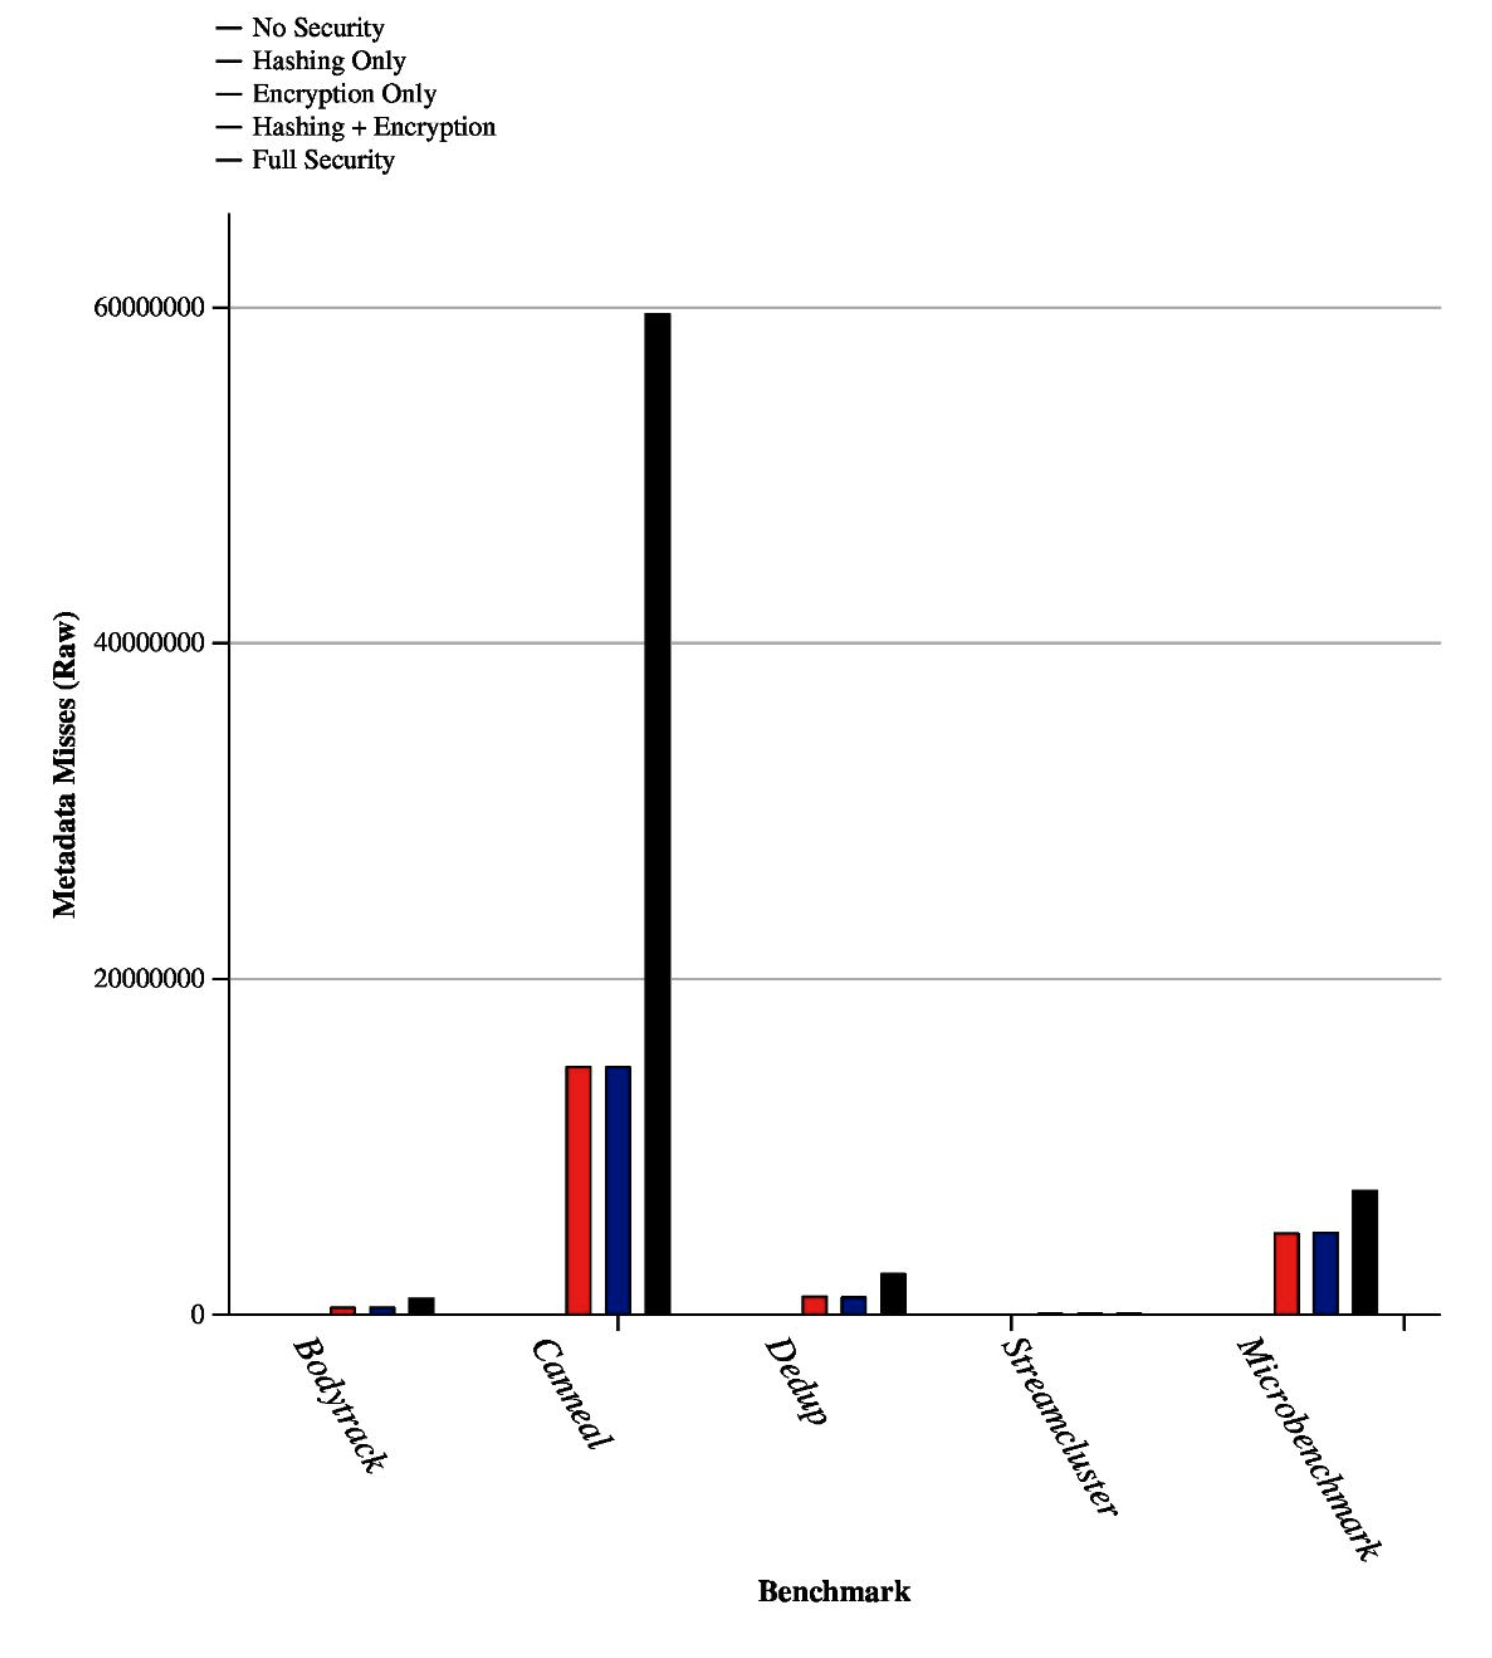 No Security
Hashing Only
Encryption Only
Hashing + Encryption
Full Security
60000000
40000000
20000000
0
Metadata Misses (Raw)
Bodytrack
Canneal
Dedup
Streamcluster
Microbenchmark
Benchmark